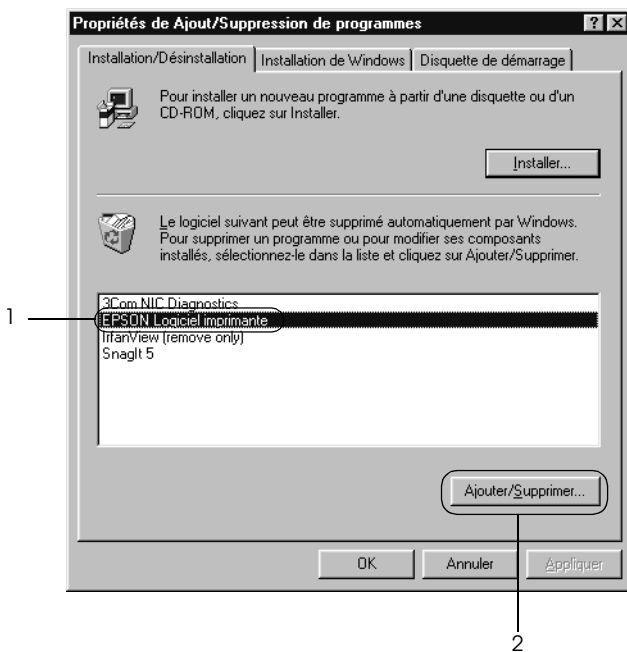 Propriétés de Ajout/Suppression de programmes
Installation/Désinstallation Installation de Windows Disquette de démarrage
Pour installer un nouveau programme à partir d'une disquette ou d'un
CD-ROM, cliquez sur Installer.
Installer...
Le logiciel suivant peut être supprimé automatiquement par Windows.
Pour supprimer un programme ou pour modifier ses composants
installés, sélectionnez-le dans la liste et cliquez sur Ajouter/Supprimer.
3Com NIC Diagnostics
1 EPSON Logiciel imprimante
IrfanView (remove only)
SnagIt 5
Ajouter/Supprimer...
OK Annuler Appliquer
2